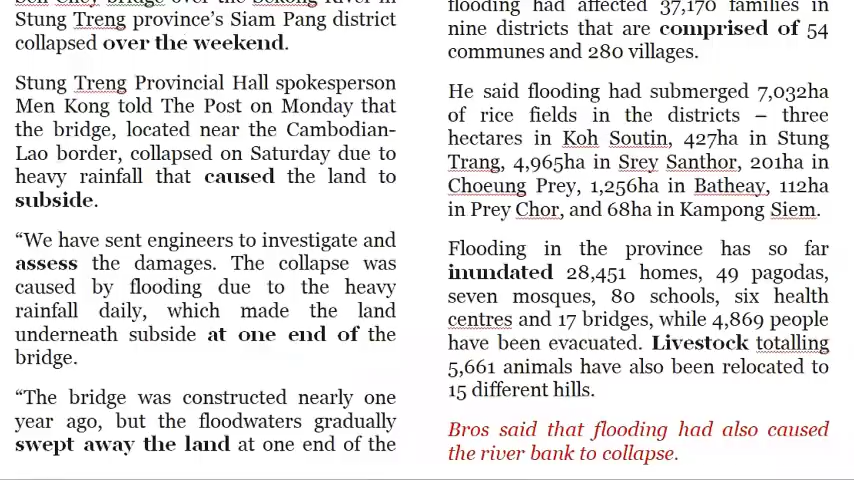 Stung Treng province's Siam Pang district
collapsed over the weekend.
Stung Treng Provincial Hall spokesperson
Men Kong told The Post on Monday that
the bridge, located near the Cambodian-
Lao border, collapsed on Saturday due to
heavy rainfall that caused the land to
subside.
“We have sent engineers to investigate and
assess the damages. The collapse was
caused by flooding due to the heavy
rainfall daily, which made the land
underneath subside at one end of the
bridge.
“The bridge was constructed nearly one
year ago, but the floodwaters gradually
swept away the land at one end of the
flooding had affected 37,170 families in
nine districts that are comprised of 54
communes and 280 villages.
He said flooding had submerged 7,032ha
of rice fields in the districts – three
hectares in Koh Soutin, 427ha in Stung
Trang, 4,965ha in Srey Santhor, 201ha in
Choeung Prey, 1,256ha in Batheay, 112ha
in Prey Chor, and 68ha in Kampong Siem.
Flooding in the province has so far
inundated 28,451 homes, 49 pagodas,
seven mosques, 80 schools, six health
centres and 17 bridges, while 4,869 people
have been evacuated. Livestock totalling
5,661 animals have also been relocated to
15 different hills.
Bros said that flooding had also caused
the river bank to collapse.